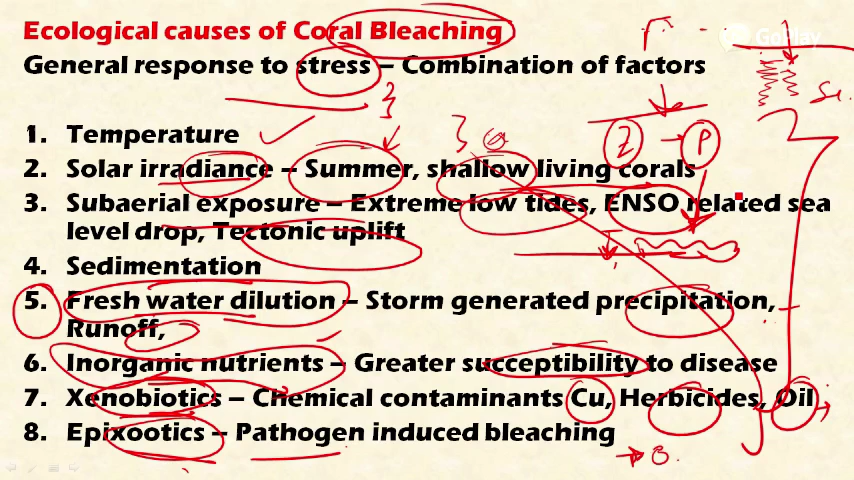 Ecological causes of Coral Bleaching
GoPlay
General response to stress – Combination of factors
1. Temperature
2. Solar irradiance – Summer, shallow living corals
Z P
3. Subaerial exposure – Extreme low tides, ENSO related sea
level drop, Tectonic uplift
4. Sedimentation
5. Fresh water dilution – Storm generated precipitation,
Runoff,
6. Inorganic nutrients – Greater succeptibility to disease
7. Xenobiotics – Chemical contaminants Cu, Herbicides, Oil
8. Epixootics – Pathogen induced bleaching